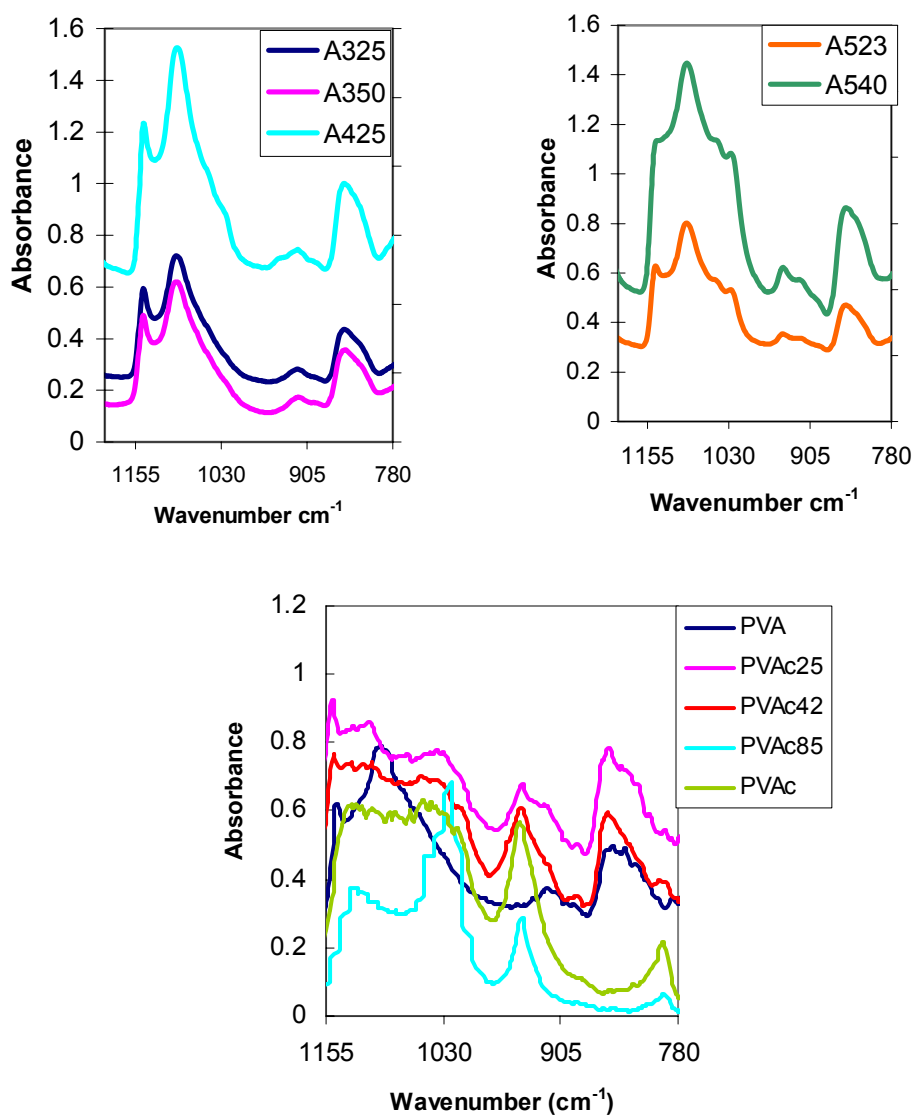 1.6
1.4
1.2
1
0.8
0.6
0.4
0.2
0
Absorbance
A325
A350
A425
1155 1030 905 780
Wavenumber cm⁻¹
1.6
1.4
1.2
1
0.8
0.6
0.4
0.2
0
Absorbance
A523
A540
1155 1030 905 780
Wavenumber cm⁻¹
1.2
1
0.8
0.6
0.4
0.2
0
Absorbance
PVA
PVAc25
PVAc42
PVAc85
PVAc
1155 1030 905 780
Wavenumber (cm⁻¹)